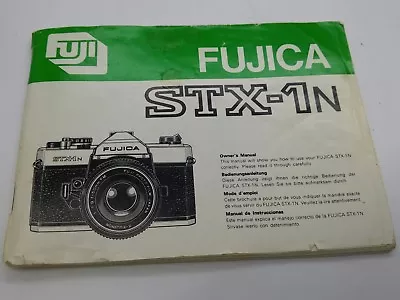 FUJI
FUJICA
STX-1N
FUJICA
STX-1N
Owner's Manual
This manual will show you how to use your FUJICA STX-1N
correctly. Please read it through carefully.
Bedienungsanleitung
Diese Anleitung zeigt Ihnen die richtige Bedienung der
FUJICA STX-1N. Lesen Sie sie bitte aufmerksam durch.
Mode d'emploi
Cette brochure a pour but de vous indiquer la manière exacte
de vous servir du FUJICA STX-1N. Veuillez la lire attentivement.
Manual de Instrucciones
Este manual explica el manejo correcto de la FUJICA STX-1N.
Sírvase leerlo con detenimiento.